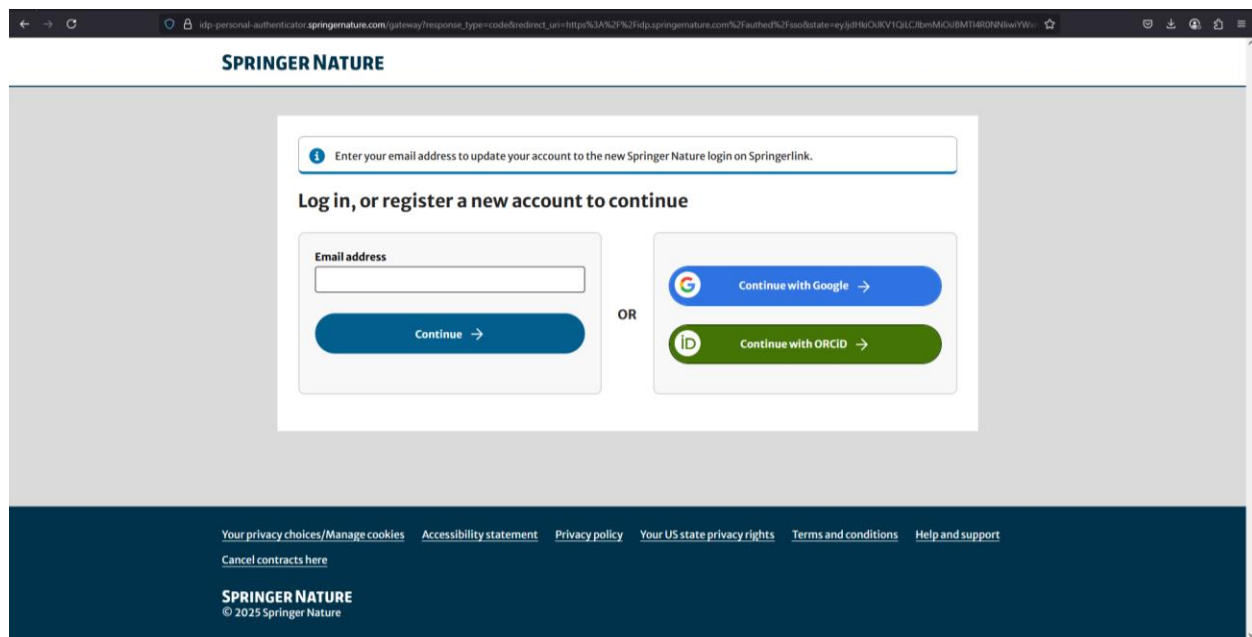 idp-personal-authenticator.springernature.com/gateway?response_type=code&redirect_uri=https%3A%2F%2Fidp.springernature.com%2Fauthed%2Fsso&state=
SPRINGER NATURE
Enter your email address to update your account to the new Springer Nature login on Springerlink.
Log in, or register a new account to continue
Email address
Continue →
OR
Continue with Google →
iD Continue with ORCiD →
Your privacy choices/Manage cookies Accessibility statement Privacy policy Your US state privacy rights Terms and conditions Help and support
Cancel contracts here
SPRINGER NATURE
© 2025 Springer Nature